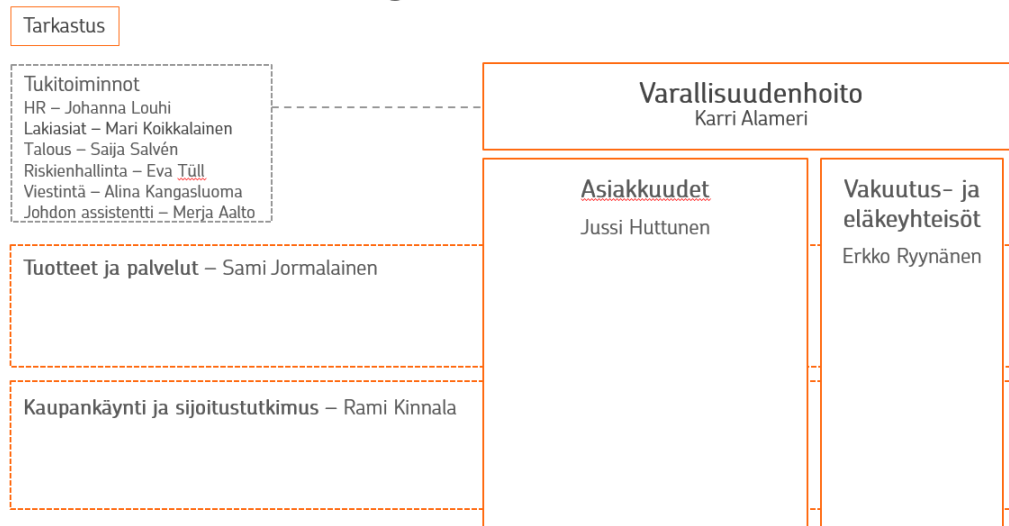 Tarkastus
Tukitoiminnot
HR – Johanna Louhi
Lakiasiat – Mari Koikkalainen
Talous – Saija Salvén
Riskienhallinta – Eva Tüll
Viestintä – Alina Kangasluoma
Johdon assistentti – Merja Aalto
Varallisuudenhoito
Karri Alameri
Asiakkuudet
Jussi Huttunen
Vakuutus- ja
eläkeyhteisöt
Erkko Ryynänen
Tuotteet ja palvelut – Sami Jormalainen
Kaupankäynti ja sijoitustutkimus – Rami Kinnala